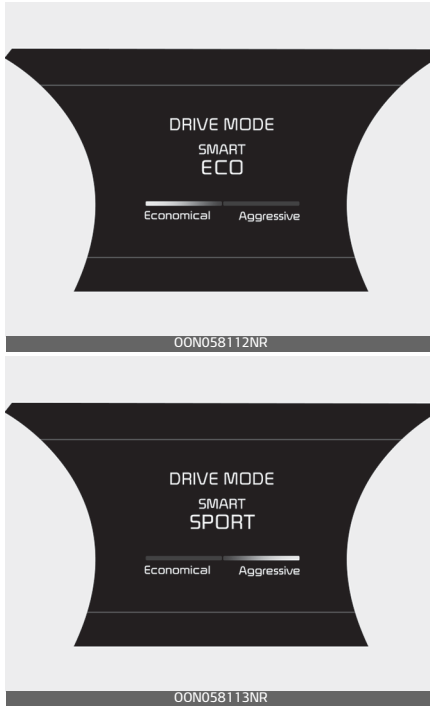 DRIVE MODE
SMART
ECO
Economical Aggressive
OON058112NR
DRIVE MODE
SMART
SPORT
Economical Aggressive
OON058113NR